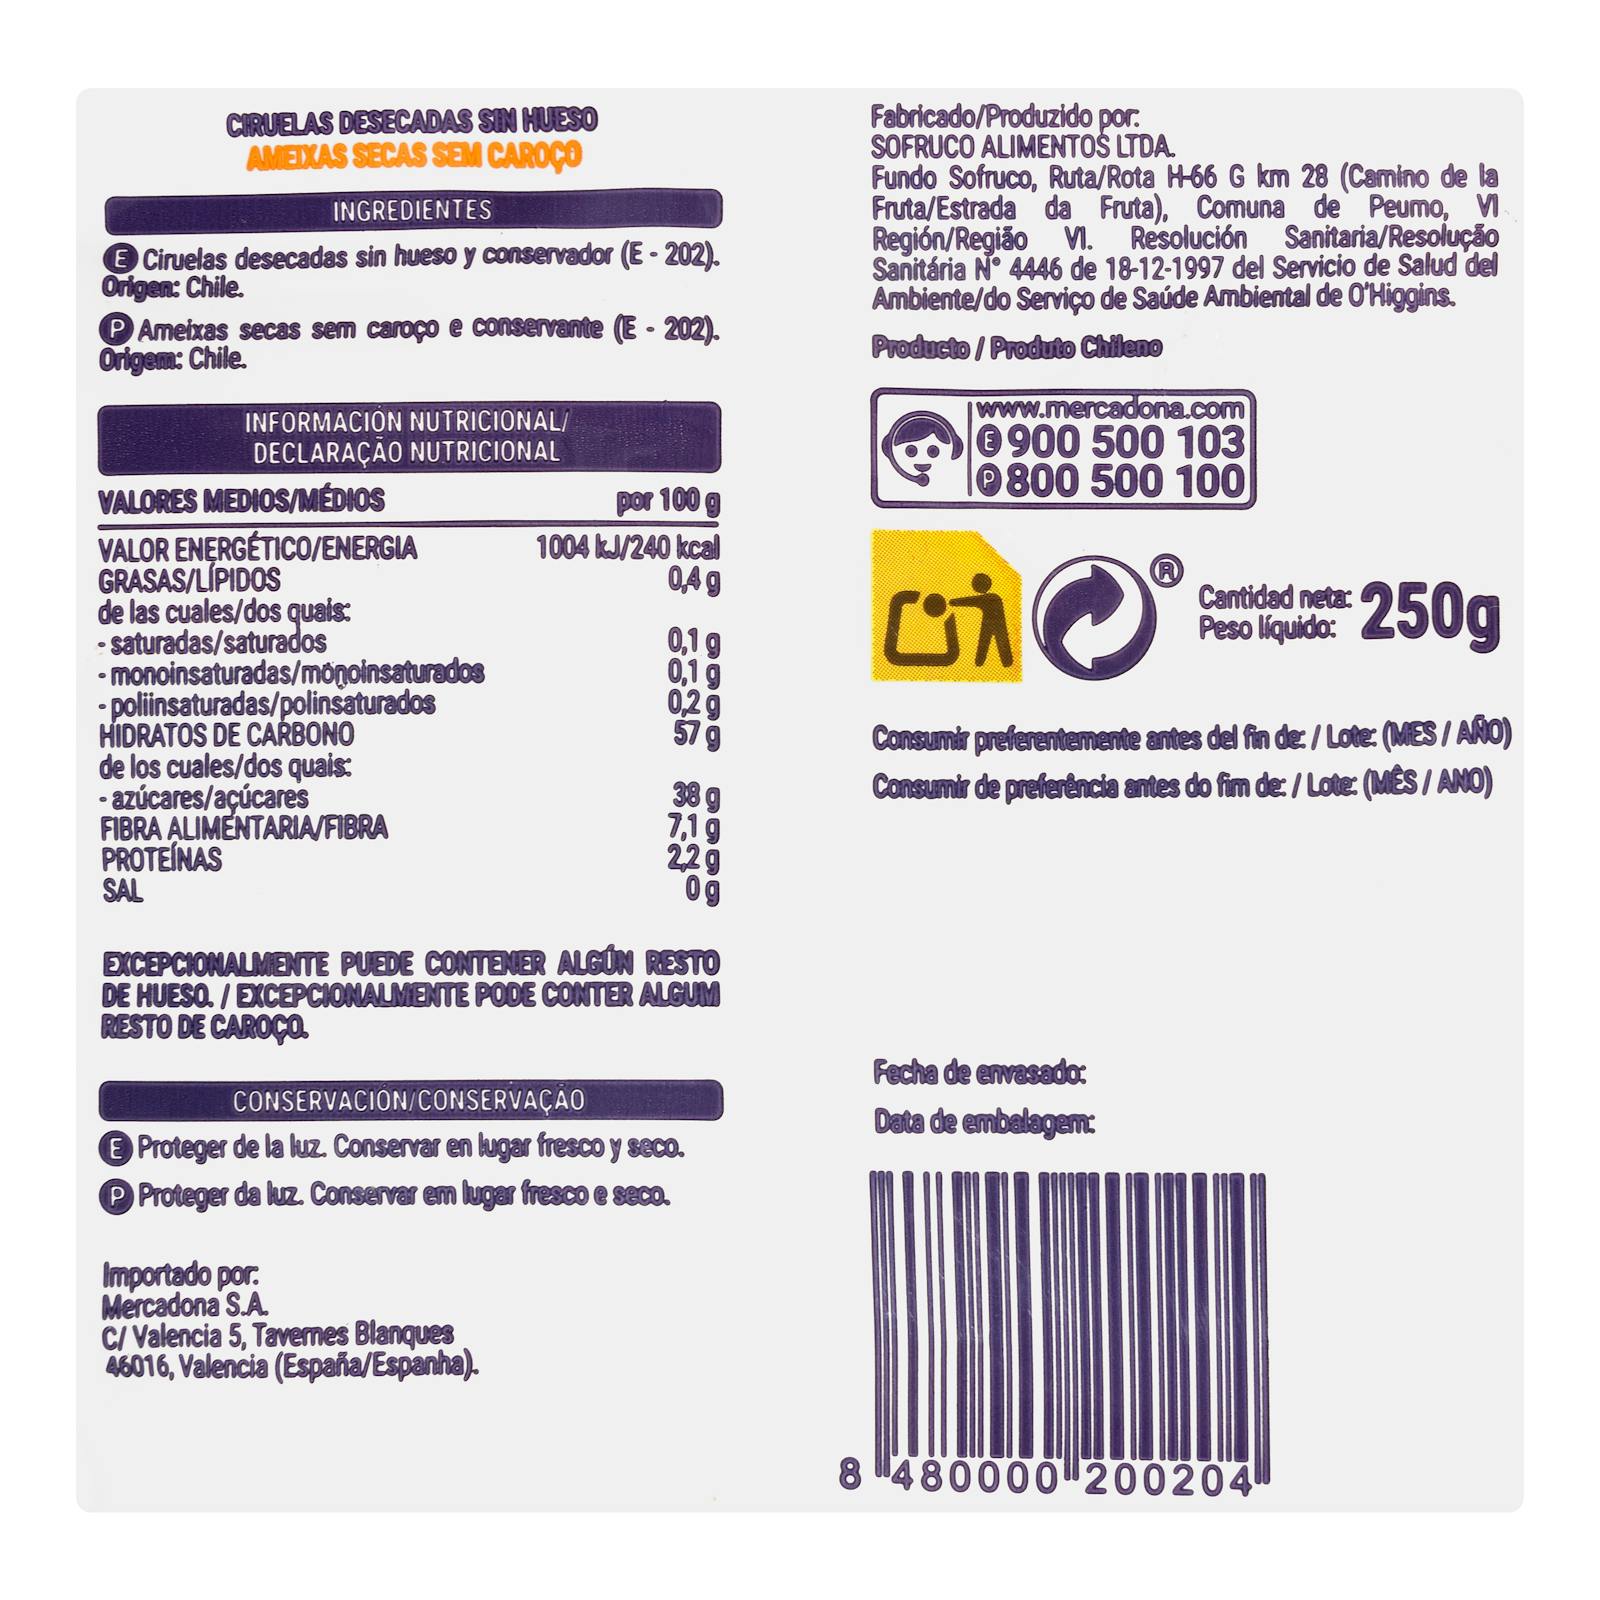 CIRUELAS DESECADAS SIN HUESO
AMEIXAS SECAS SEM CAROÇO
INGREDIENTES
E Ciruelas desecadas sin hueso y conservador (E - 202).
Origen: Chile.
P Ameixas secas sem caroço e conservante (E - 202).
Origem: Chile.
INFORMACIÓN NUTRICIONAL/
DECLARAÇÃO NUTRICIONAL
VALORES MEDIOS/MÉDIOS por 100 g
VALOR ENERGÉTICO/ENERGIA 1004 kJ/240 kcal
GRASAS/LÍPIDOS 0,4 g
de las cuales/dos quais:
- saturadas/saturados 0,1 g
- monoinsaturadas/monoinsaturados 0,1 g
- poliinsaturadas/polinsaturados 0,2 g
HIDRATOS DE CARBONO 57 g
de los cuales/dos quais:
- azúcares/açúcares 38 g
FIBRA ALIMENTARIA/FIBRA 7,1 g
PROTEÍNAS 2,2 g
SAL 0 g
EXCEPCIONALMENTE PUEDE CONTENER ALGÚN RESTO
DE HUESO. / EXCEPCIONALMENTE PODE CONTER ALGUM
RESTO DE CAROÇO.
CONSERVACIÓN/CONSERVAÇÃO
E Proteger de la luz. Conservar en lugar fresco y seco.
P Proteger da luz. Conservar em lugar fresco e seco.
Importado por:
Mercadona S.A.
C/ Valencia 5, Tavernes Blanques
46016, Valencia (España/Espanha).
Fabricado/Produzido por:
SOFRUCO ALIMENTOS LTDA.
Fundo Sofruco, Ruta/Rota H-66 G km 28 (Camino de la
Fruta/Estrada da Fruta), Comuna de Peumo, VI
Región/Região VI. Resolución Sanitaria/Resolução
Sanitária N° 4446 de 18-12-1997 del Servicio de Salud del
Ambiente/do Serviço de Saúde Ambiental de O'Higgins.
Producto / Produto Chileno
www.mercadona.com
E 900 500 103
P 800 500 100
®
Cantidad neta: 250g
Peso líquido:
Consumir preferentemente antes del fin de: / Lote: (MES / AÑO)
Consumir de preferência antes do fim de: / Lote: (MÊS / ANO)
Fecha de envasado:
Data de embalagem:
8 480000 200204